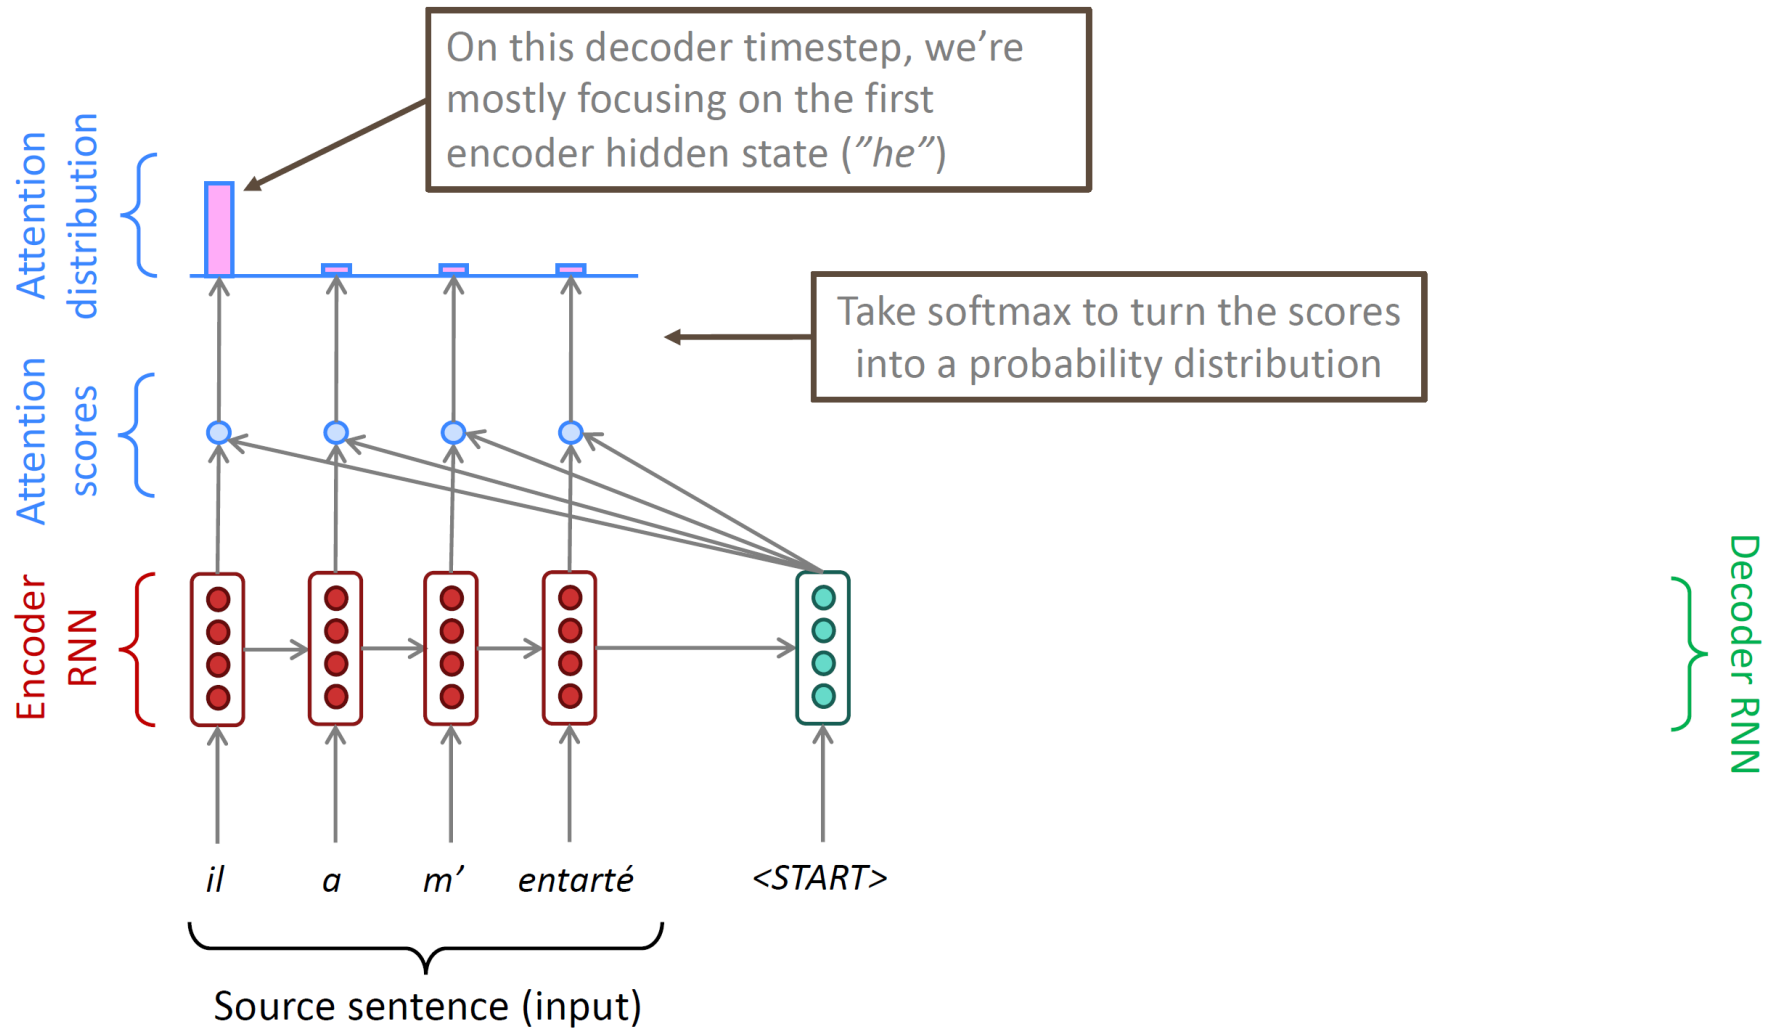 On this decoder timestep, we’re
mostly focusing on the first
encoder hidden state (”he”)
Attention
distribution
Take softmax to turn the scores
into a probability distribution
Attention
scores
Encoder
RNN
Decoder RNN
il a m’ entarté <START>
Source sentence (input)